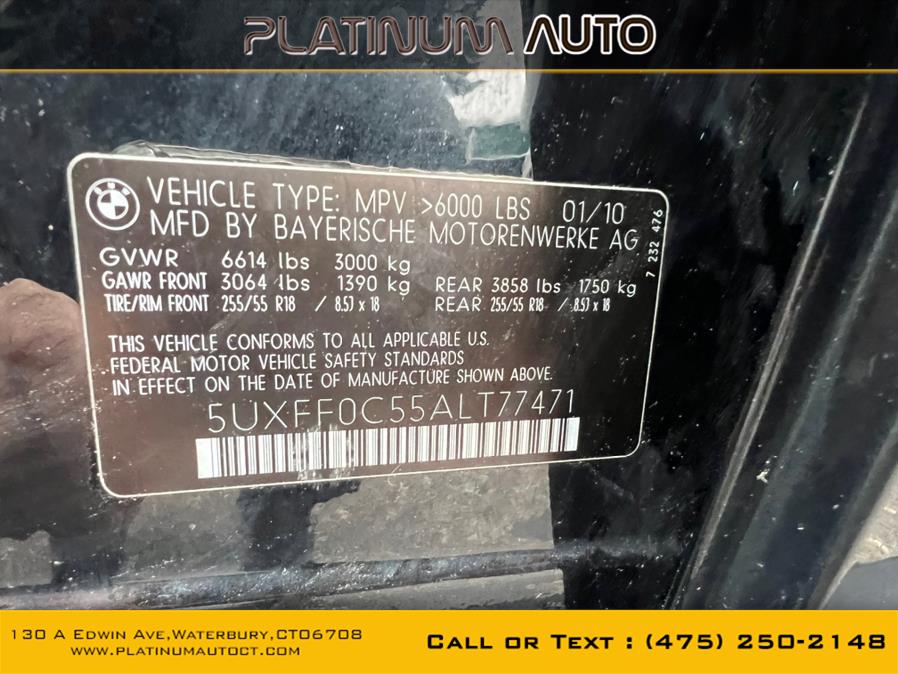 PLATINUM AUTO
VEHICLE TYPE: MPV >6000 LBS 01/10
MFD BY BAYERISCHE MOTORENWERKE AG
GVWR 6614 lbs 3000 kg
GAWR FRONT 3064 lbs 1390 kg REAR 3858 lbs 1750 kg
TIRE/RIM FRONT 255/55 R18 / 8.5J x 18 REAR 255/55 R18 / 8.5J x 18
7 232 476
THIS VEHICLE CONFORMS TO ALL APPLICABLE U.S.
FEDERAL MOTOR VEHICLE SAFETY STANDARDS
IN EFFECT ON THE DATE OF MANUFACTURE SHOWN ABOVE.
5UXFF0C55ALT77471
130 A Edwin Ave,Waterbury,CT06708
www.platinumautoct.com
Call or Text : (475) 250-2148